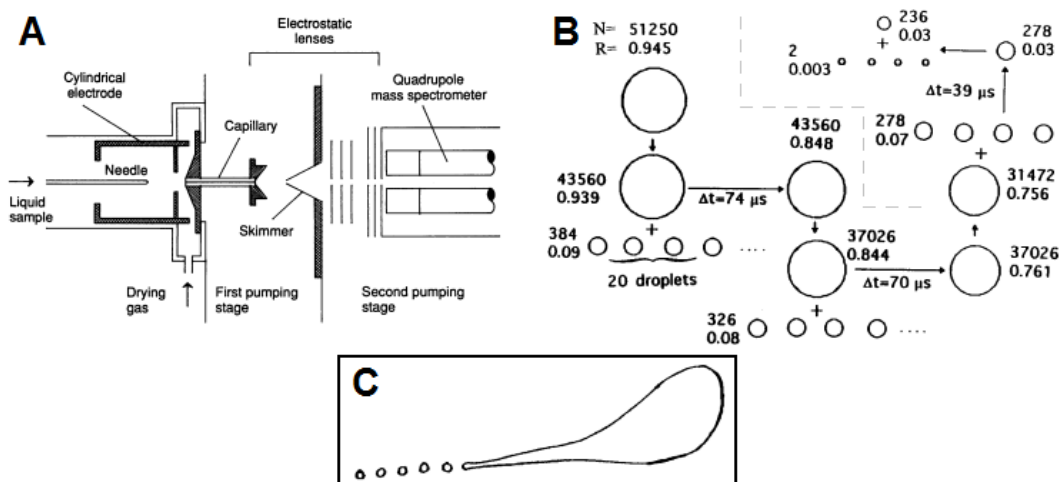 A
Electrostatic
lenses
Cylindrical
electrode
Quadrupole
mass spectrometer
Capillary
Needle
Liquid
sample
Skimmer
Drying
gas
First pumping
stage
Second pumping
stage
B
N= 51250
R= 0.945
43560
0.939
Δt=74 µs
384
0.09
+
20 droplets
....
43560
0.848
37026
0.844
Δt=70 µs
+
326
0.08
....
37026
0.761
31472
0.756
+
278
0.07
Δt=39 µs
278
0.03
236
0.03
+
2
0.003
C